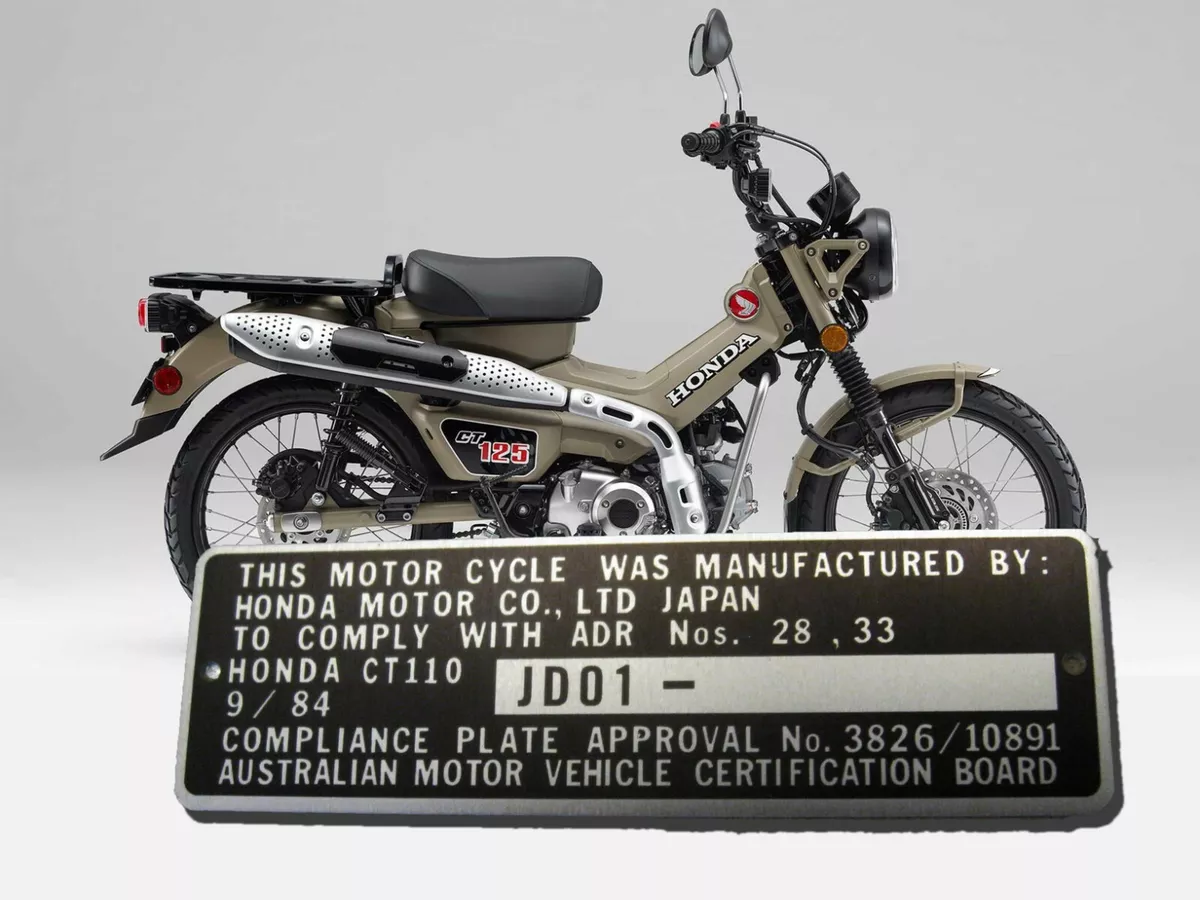 HONDA
CT
125
THIS MOTOR CYCLE WAS MANUFACTURED BY:
HONDA MOTOR CO., LTD JAPAN
TO COMPLY WITH ADR Nos. 28 , 33
HONDA CT110
JD01 –
9 / 84
COMPLIANCE PLATE APPROVAL No. 3826/10891
AUSTRALIAN MOTOR VEHICLE CERTIFICATION BOARD